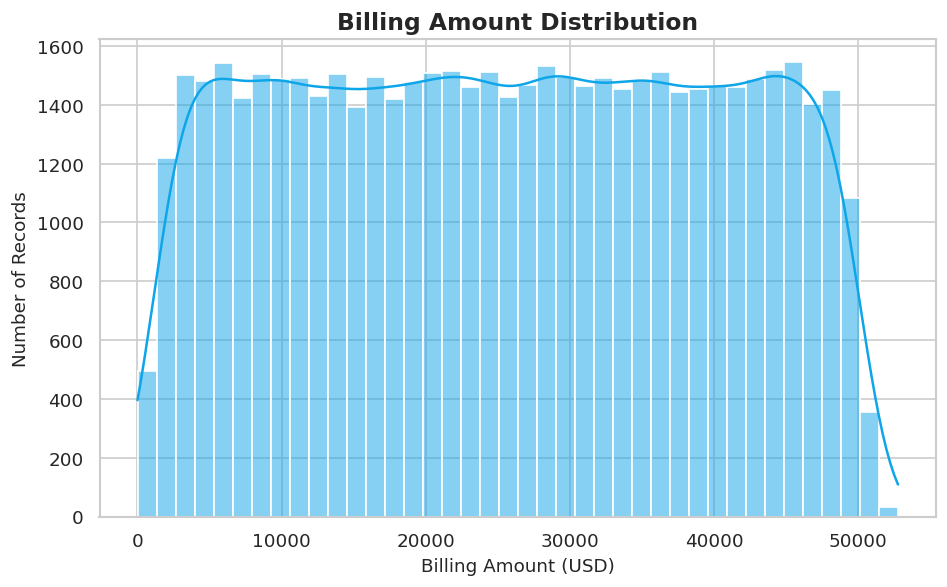 Billing Amount Distribution
1600
1400
1200
1000
800
600
400
200
0
Number of Records
0 10000 20000 30000 40000 50000
Billing Amount (USD)